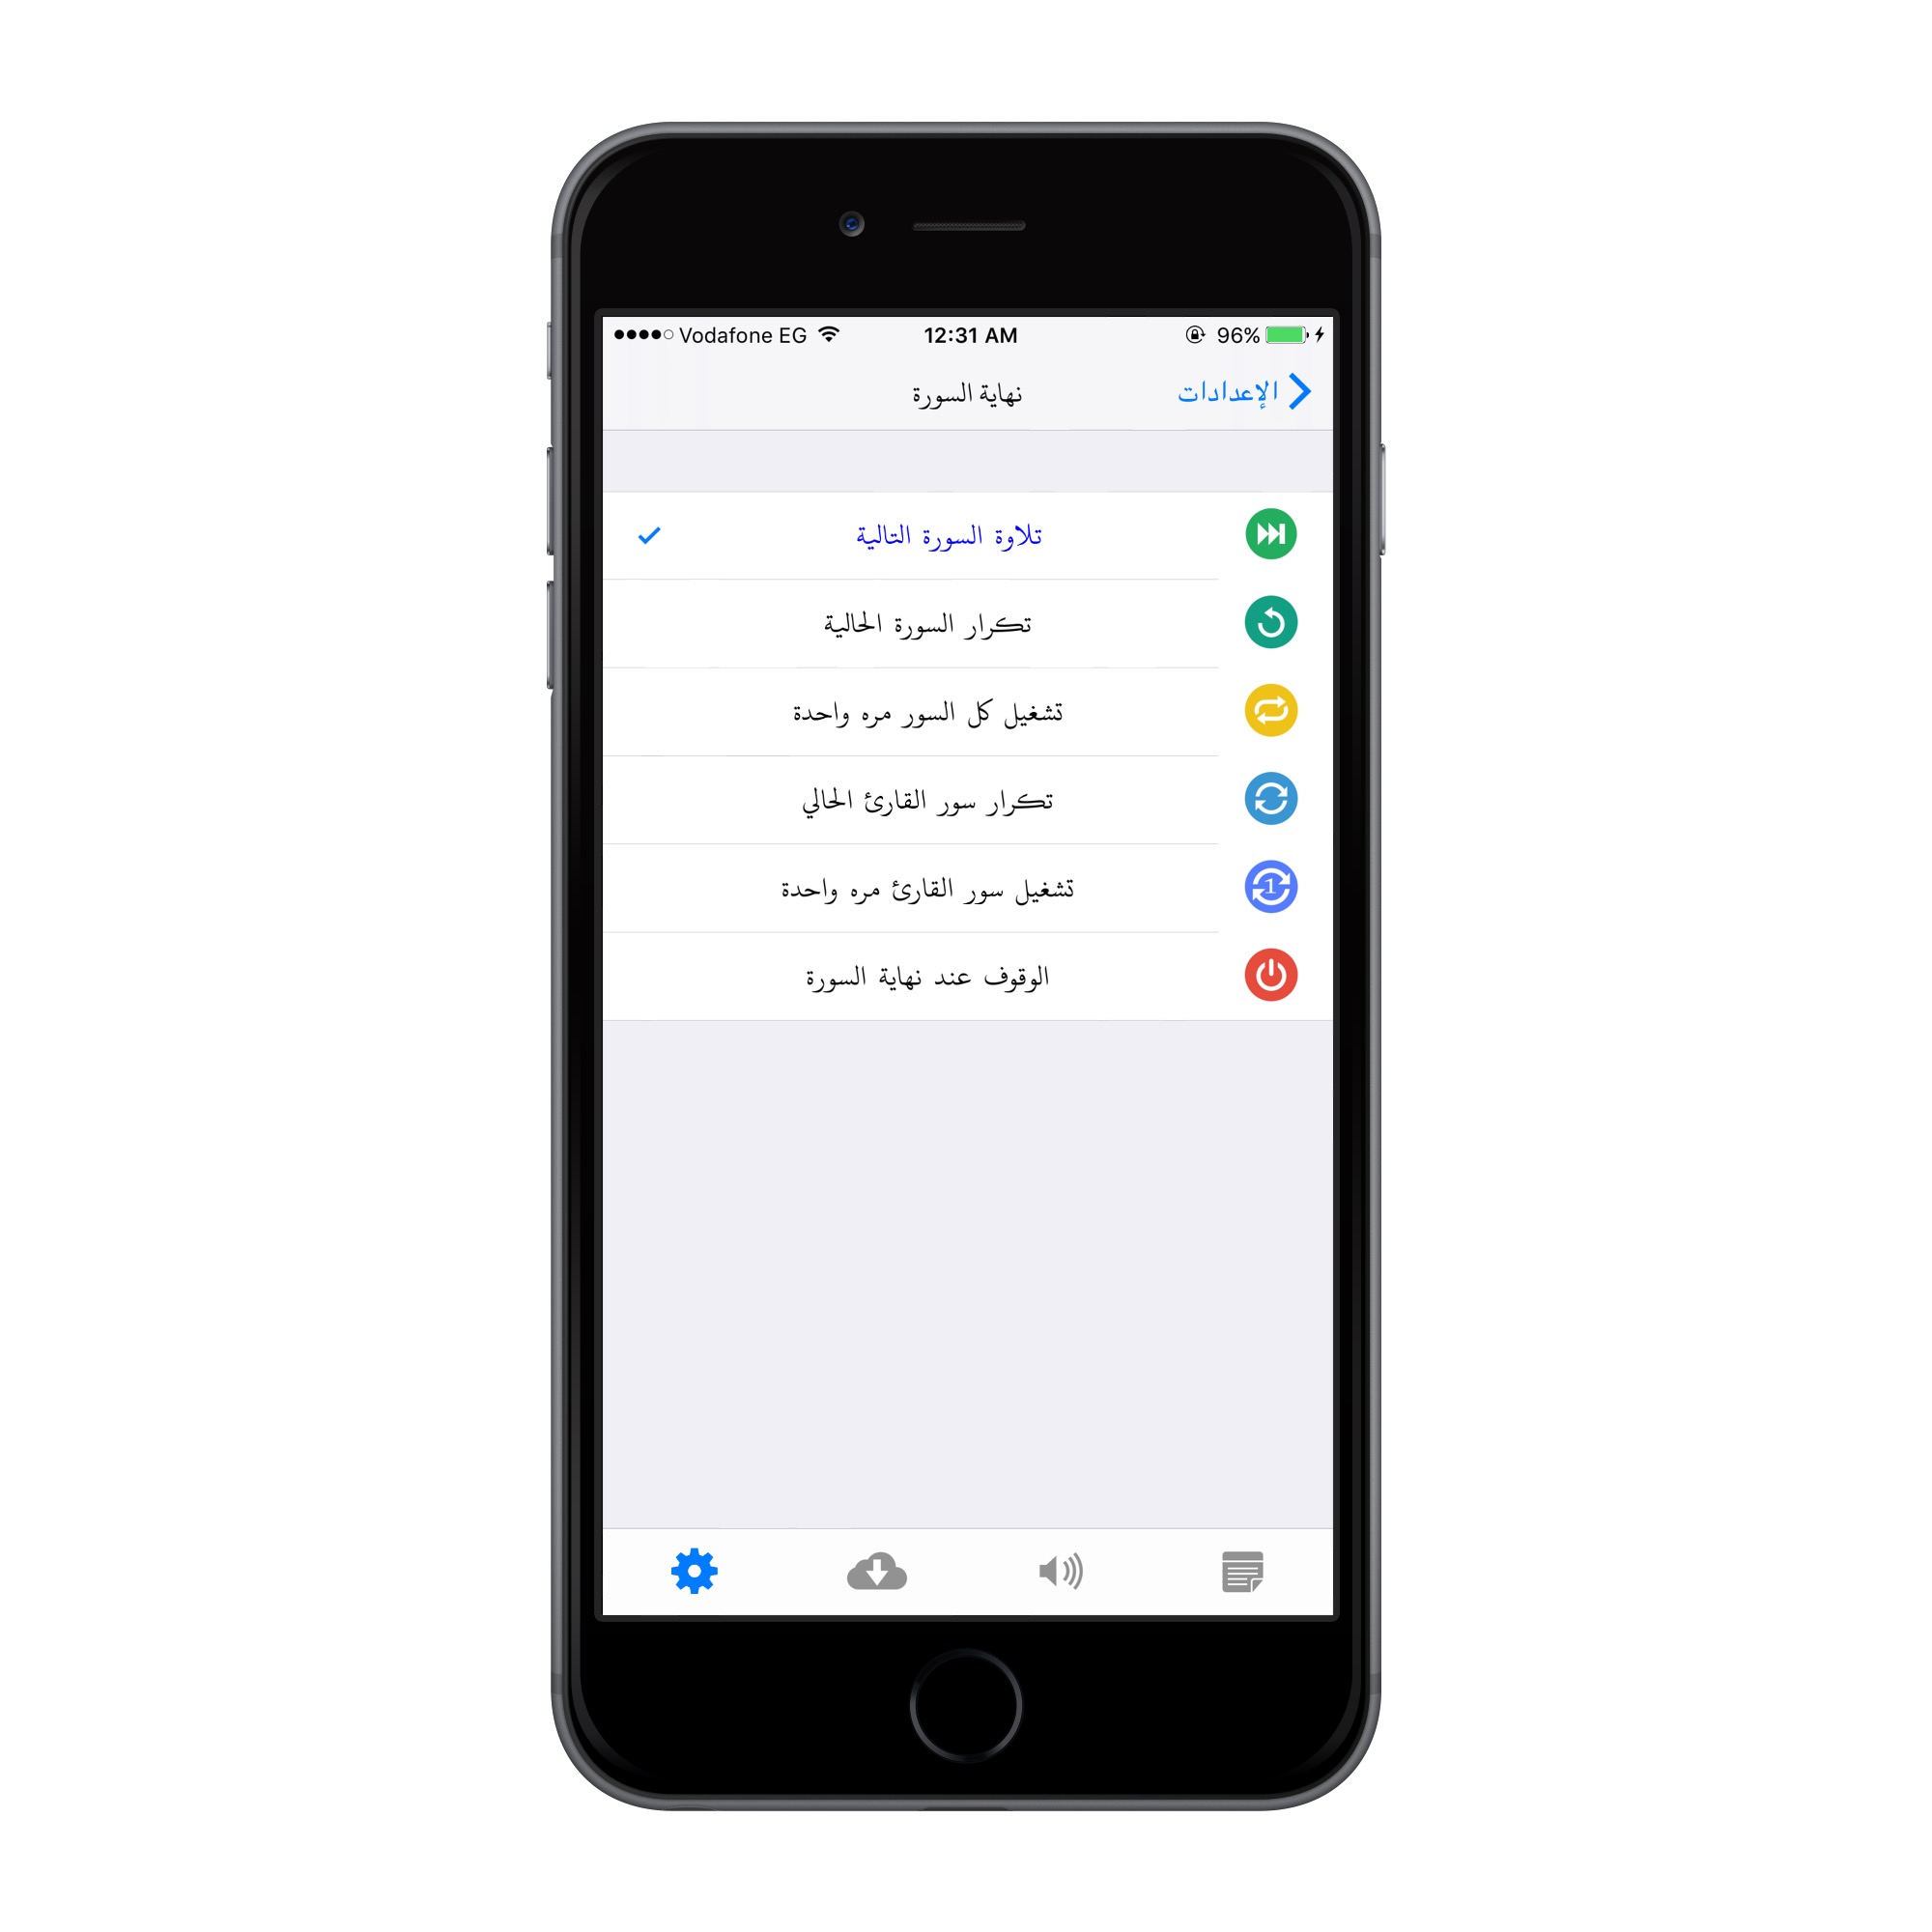 Vodafone EG 12:31 AM 96%
الإعدادات
نهاية السورة
تلاوة السورة التالية
تكرار السورة الحالية
تشغيل كل السور مره واحدة
تكرار سور القارئ الحالي
تشغيل سور القارئ مره واحدة
1
الوقوف عند نهاية السورة